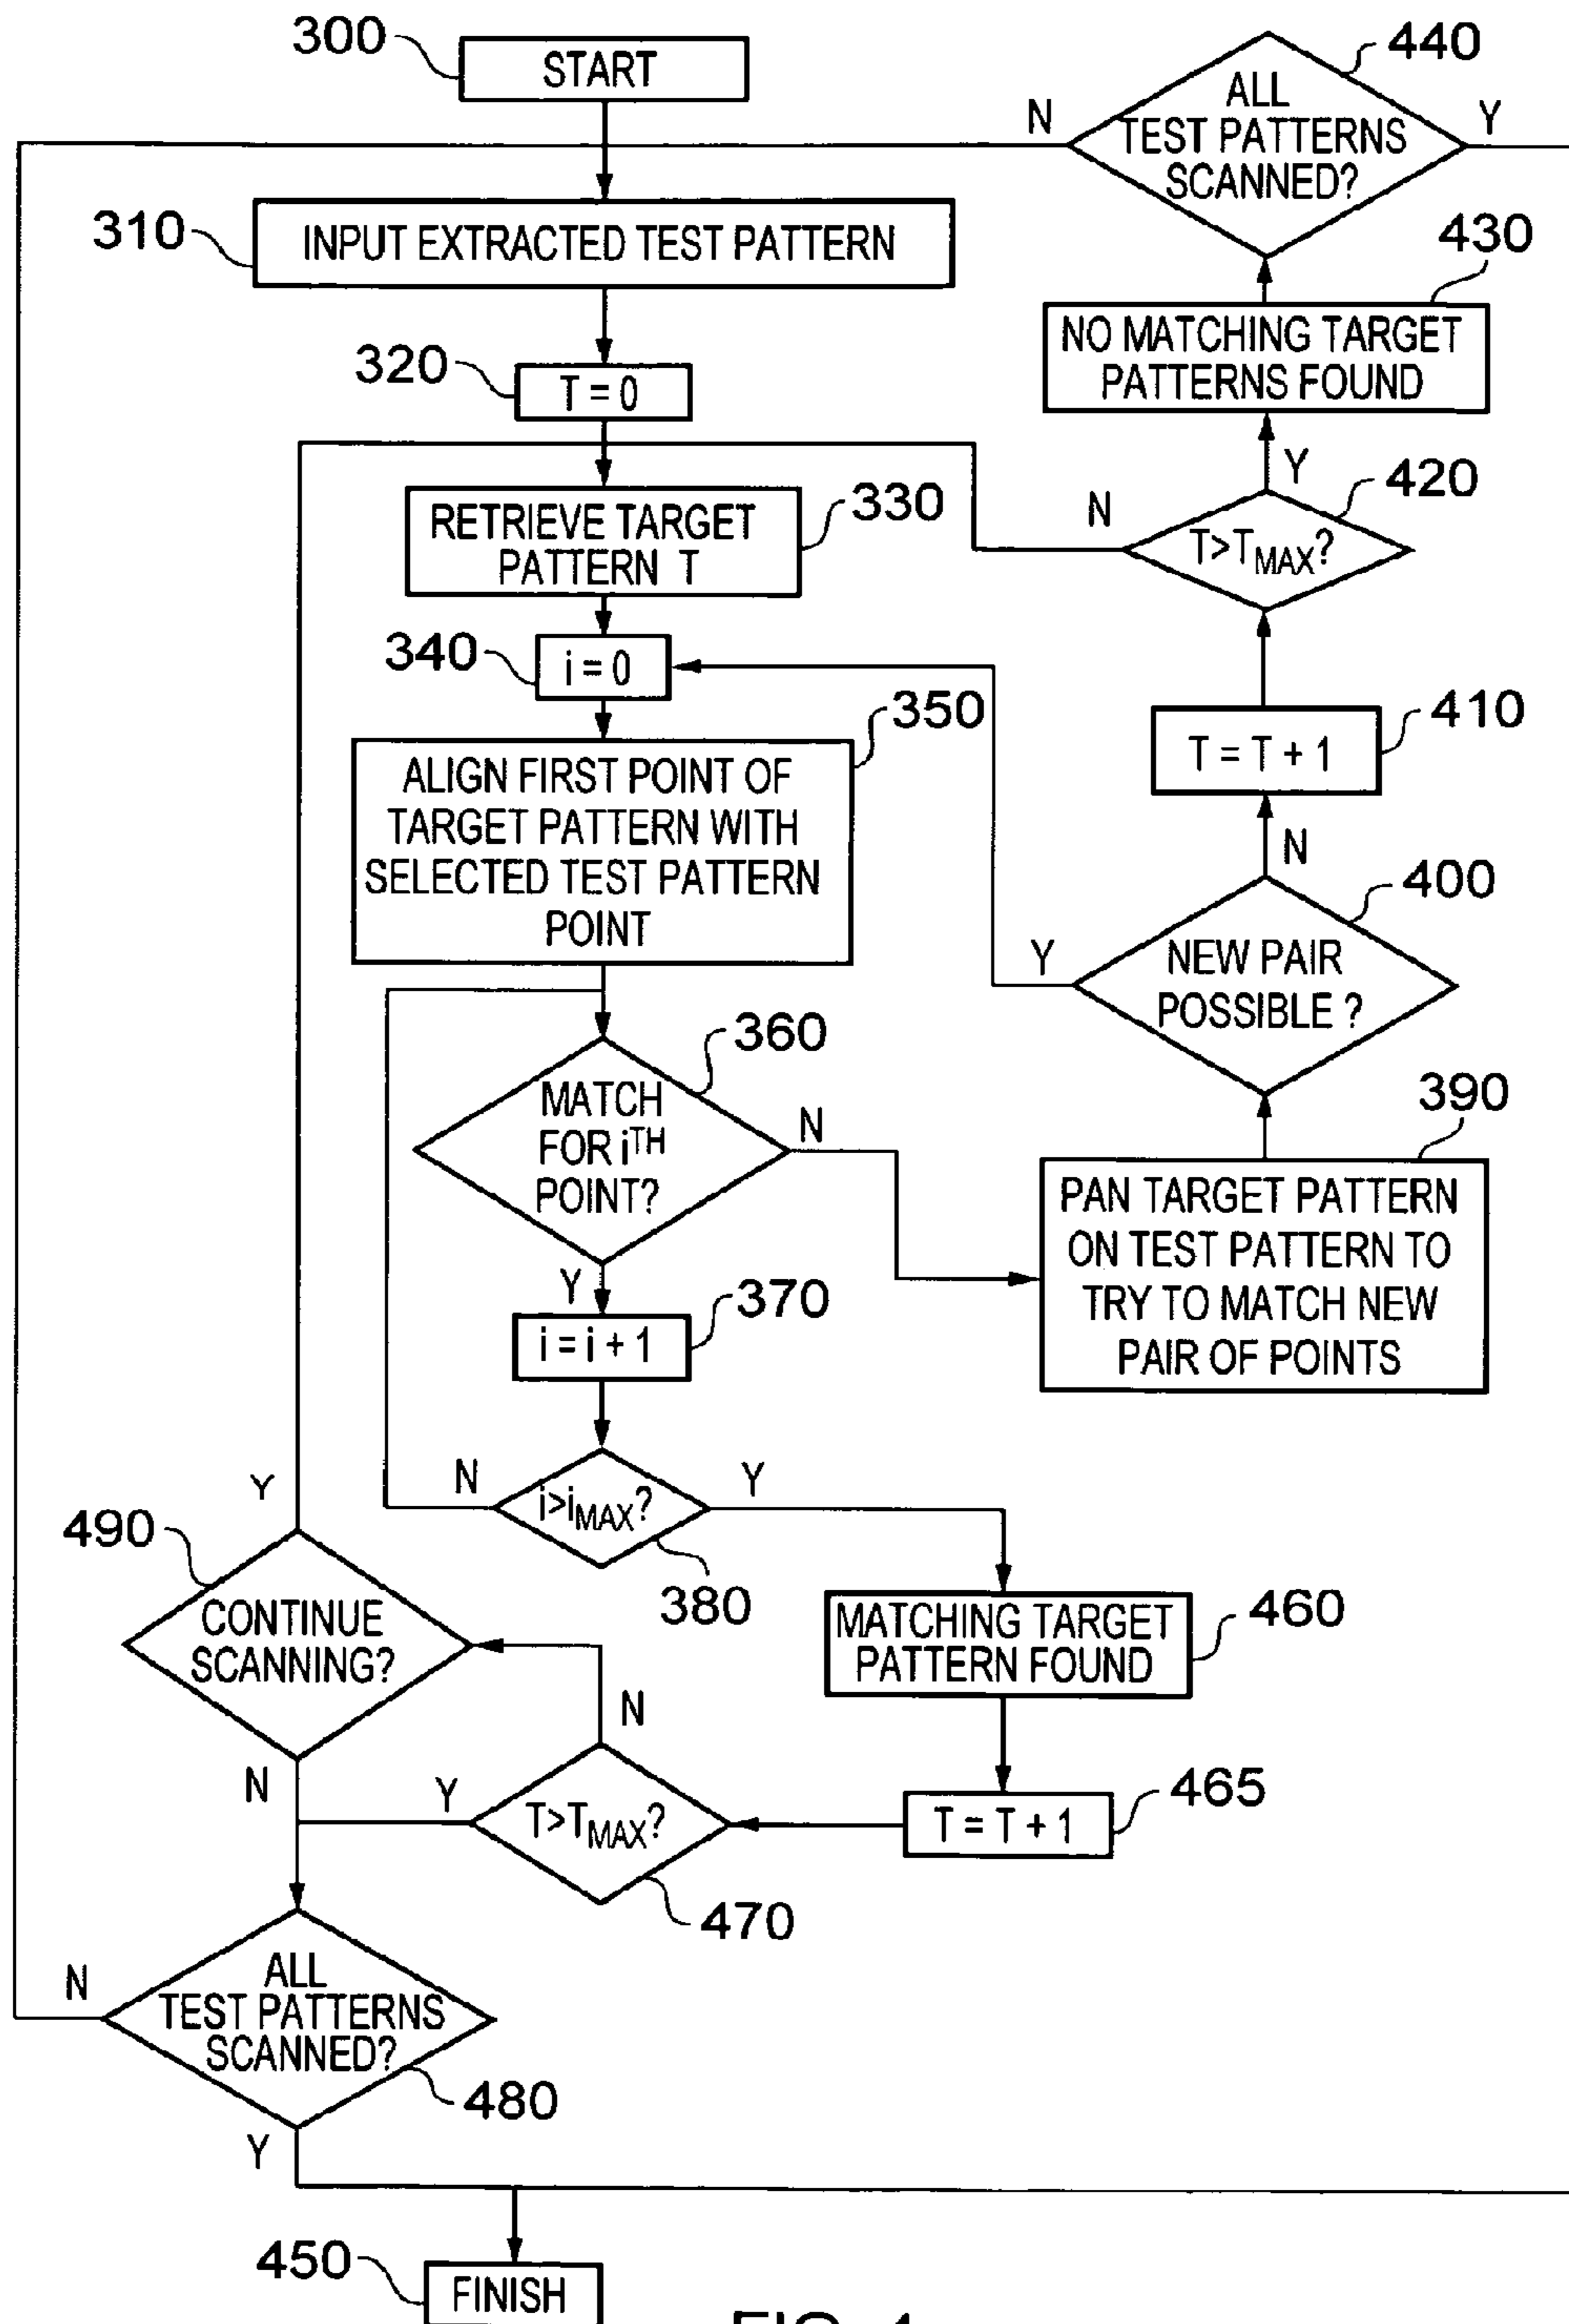 300
START
310
INPUT EXTRACTED TEST PATTERN
320
T = 0
330
RETRIEVE TARGET
PATTERN T
340
i = 0
350
ALIGN FIRST POINT OF
TARGET PATTERN WITH
SELECTED TEST PATTERN
POINT
360
MATCH
FOR iTH
POINT?
N
Y
370
i = i + 1
380
i>iMAX?
N
Y
390
PAN TARGET PATTERN
ON TEST PATTERN TO
TRY TO MATCH NEW
PAIR OF POINTS
400
NEW PAIR
POSSIBLE ?
Y
N
410
T = T + 1
420
T>TMAX?
N
Y
430
NO MATCHING TARGET
PATTERNS FOUND
440
ALL
TEST PATTERNS
SCANNED?
N
Y
460
MATCHING TARGET
PATTERN FOUND
465
T = T + 1
470
T>TMAX?
N
Y
490
CONTINUE
SCANNING?
Y
N
480
ALL
TEST PATTERNS
SCANNED?
N
Y
450
FINISH